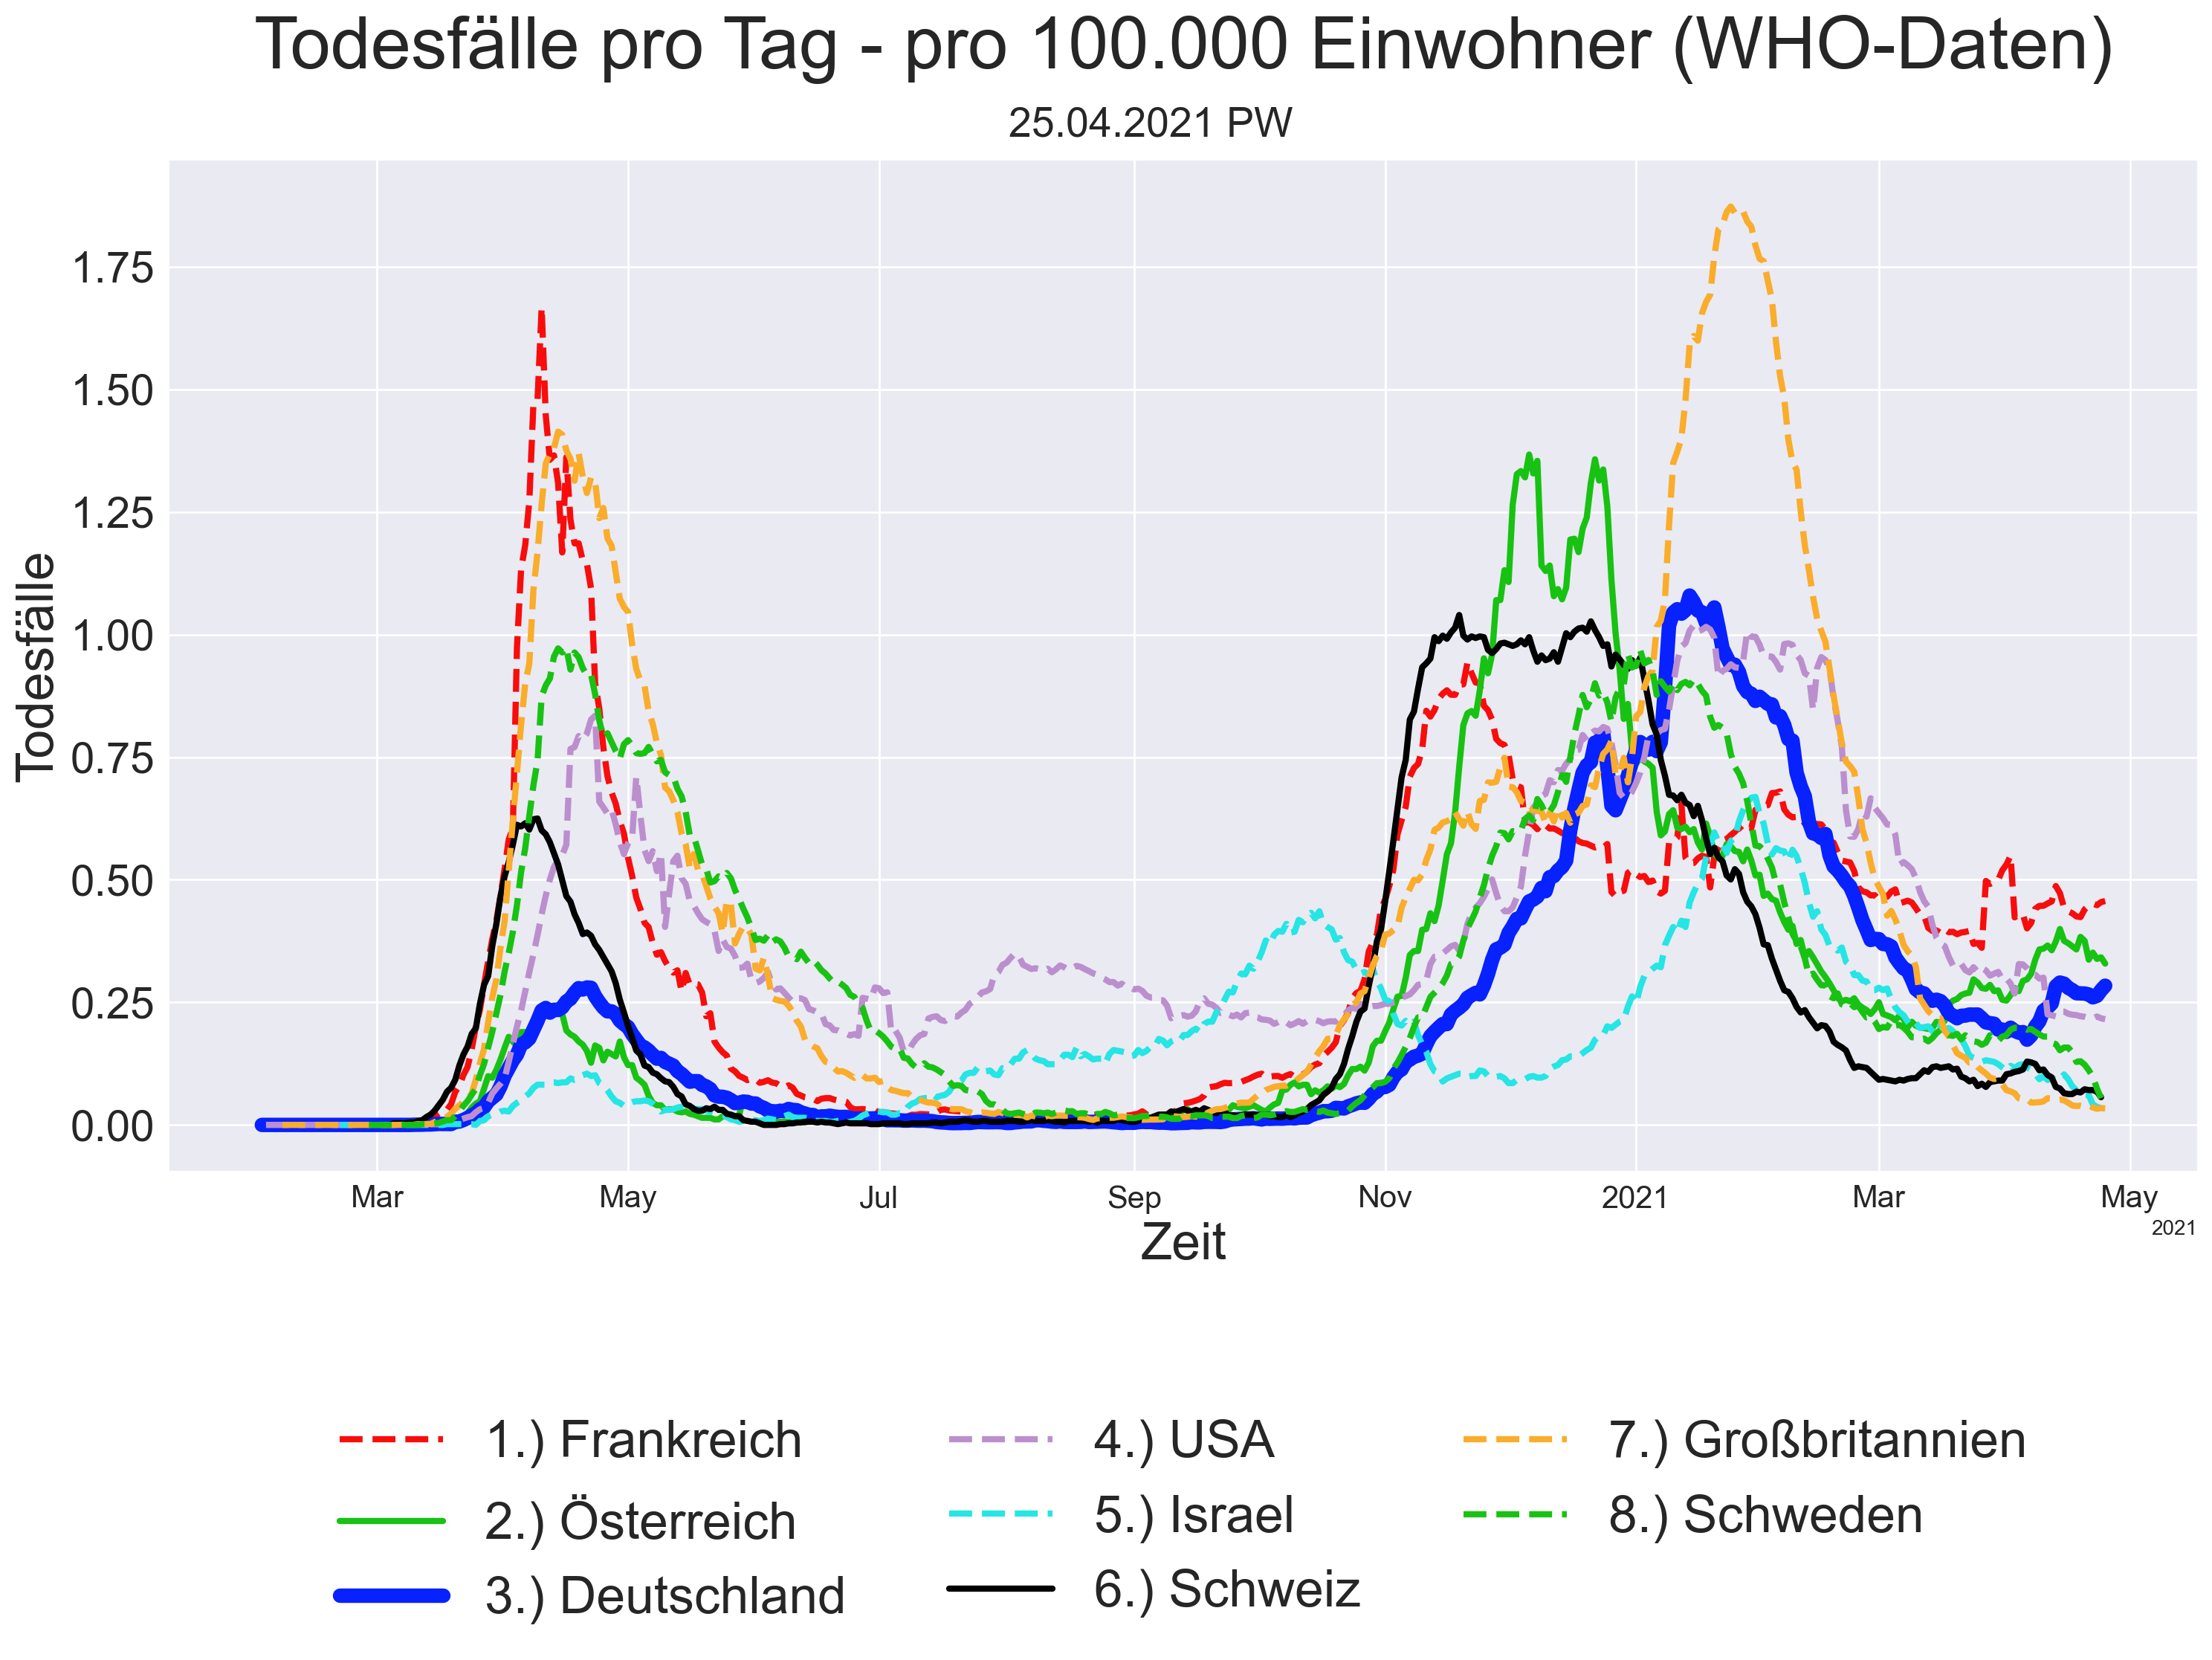 Todesfälle pro Tag - pro 100.000 Einwohner (WHO-Daten)
25.04.2021 PW
Todesfälle
1.75
1.50
1.25
1.00
0.75
0.50
0.25
0.00
Mar May Jul Sep Nov 2021 Mar May
2021
Zeit
1.) Frankreich
2.) Österreich
3.) Deutschland
4.) USA
5.) Israel
6.) Schweiz
7.) Großbritannien
8.) Schweden